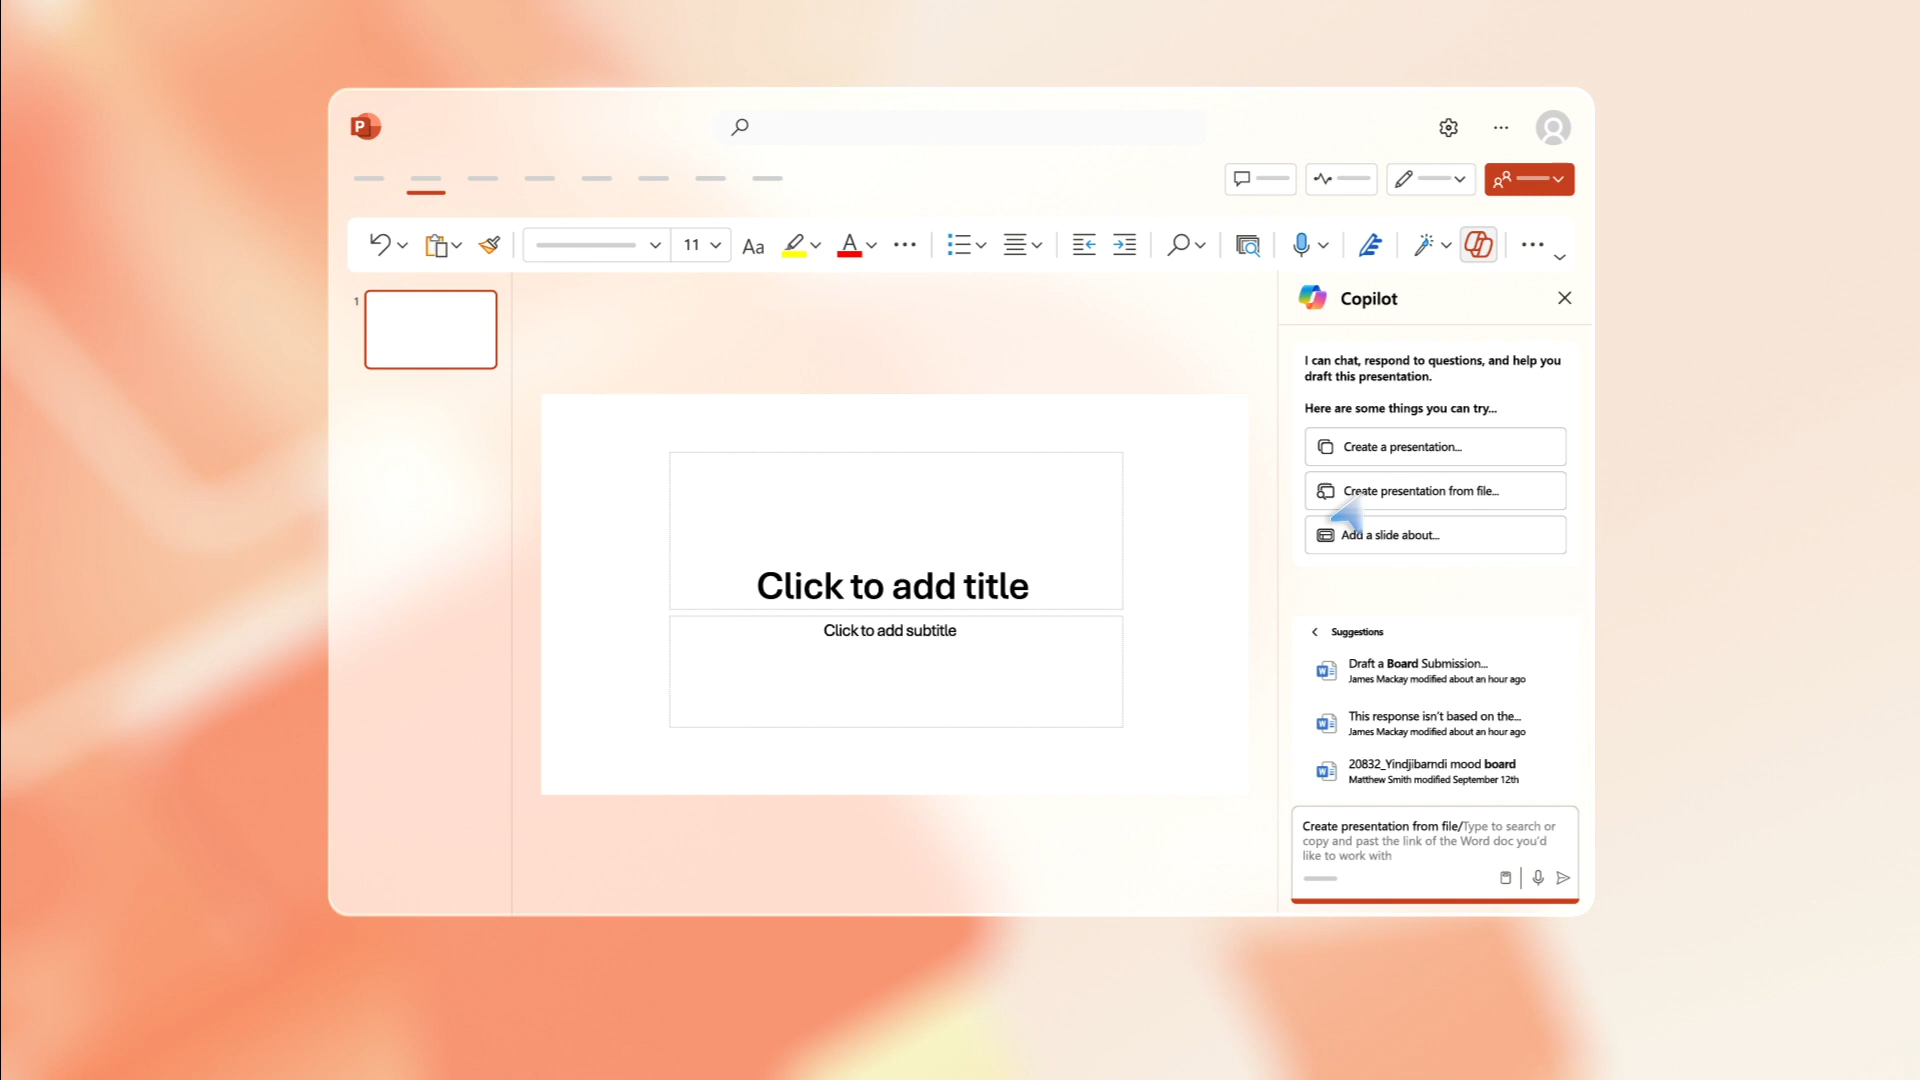 P
11
Aa
A
1
Copilot
I can chat, respond to questions, and help you
draft this presentation.
Here are some things you can try...
Create a presentation...
Create presentation from file...
Add a slide about...
Click to add title
Click to add subtitle
Suggestions
Draft a Board Submission...
James Mackay modified about an hour ago
This response isn't based on the...
James Mackay modified about an hour ago
20832_Yindjibarndi mood board
Matthew Smith modified September 12th
Create presentation from file/Type to search or
copy and past the link of the Word doc you'd
like to work with